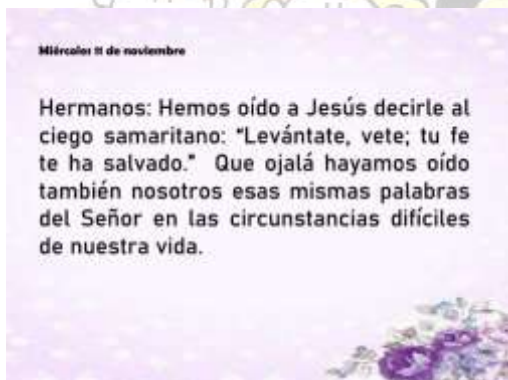 Miércoles 11 de noviembre
Hermanos: Hemos oído a Jesús decirle al
ciego samaritano: “Levántate, vete; tu fe
te ha salvado.” Que ojalá hayamos oído
también nosotros esas mismas palabras
del Señor en las circunstancias difíciles
de nuestra vida.